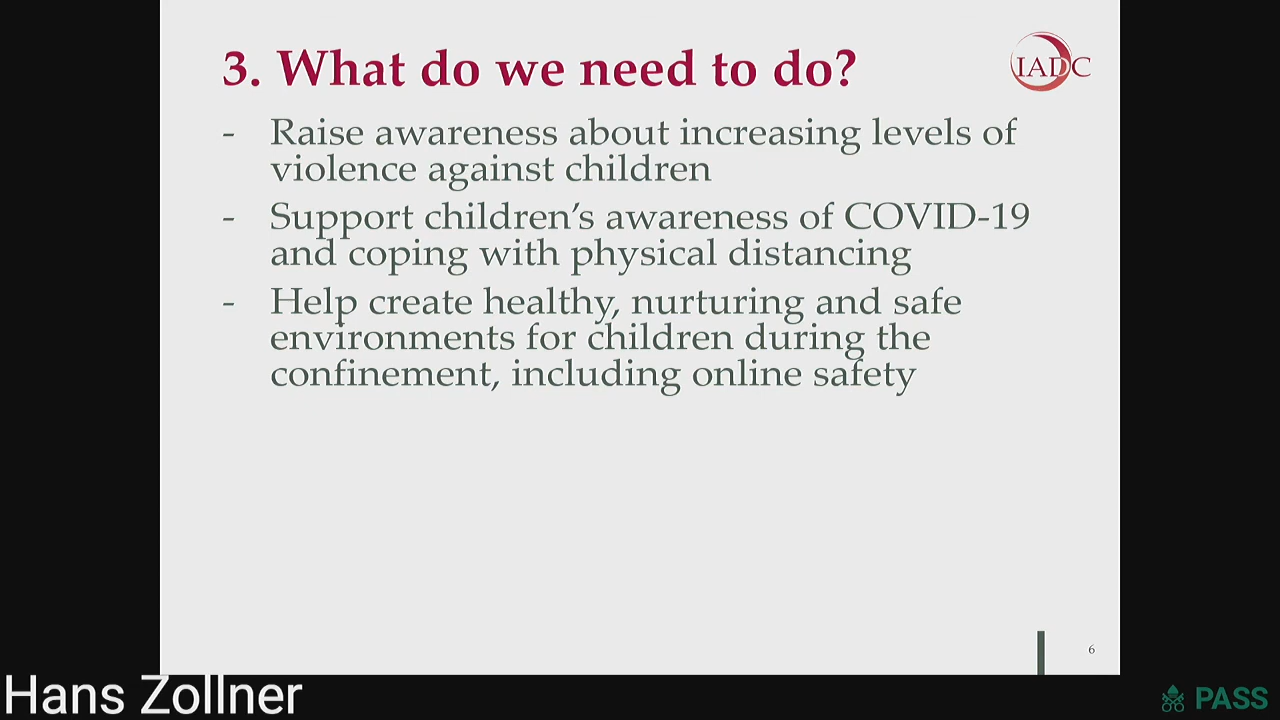 3. What do we need to do?
IADC
- Raise awareness about increasing levels of
violence against children
- Support children’s awareness of COVID-19
and coping with physical distancing
- Help create healthy, nurturing and safe
environments for children during the
confinement, including online safety
6
Hans Zollner
PASS